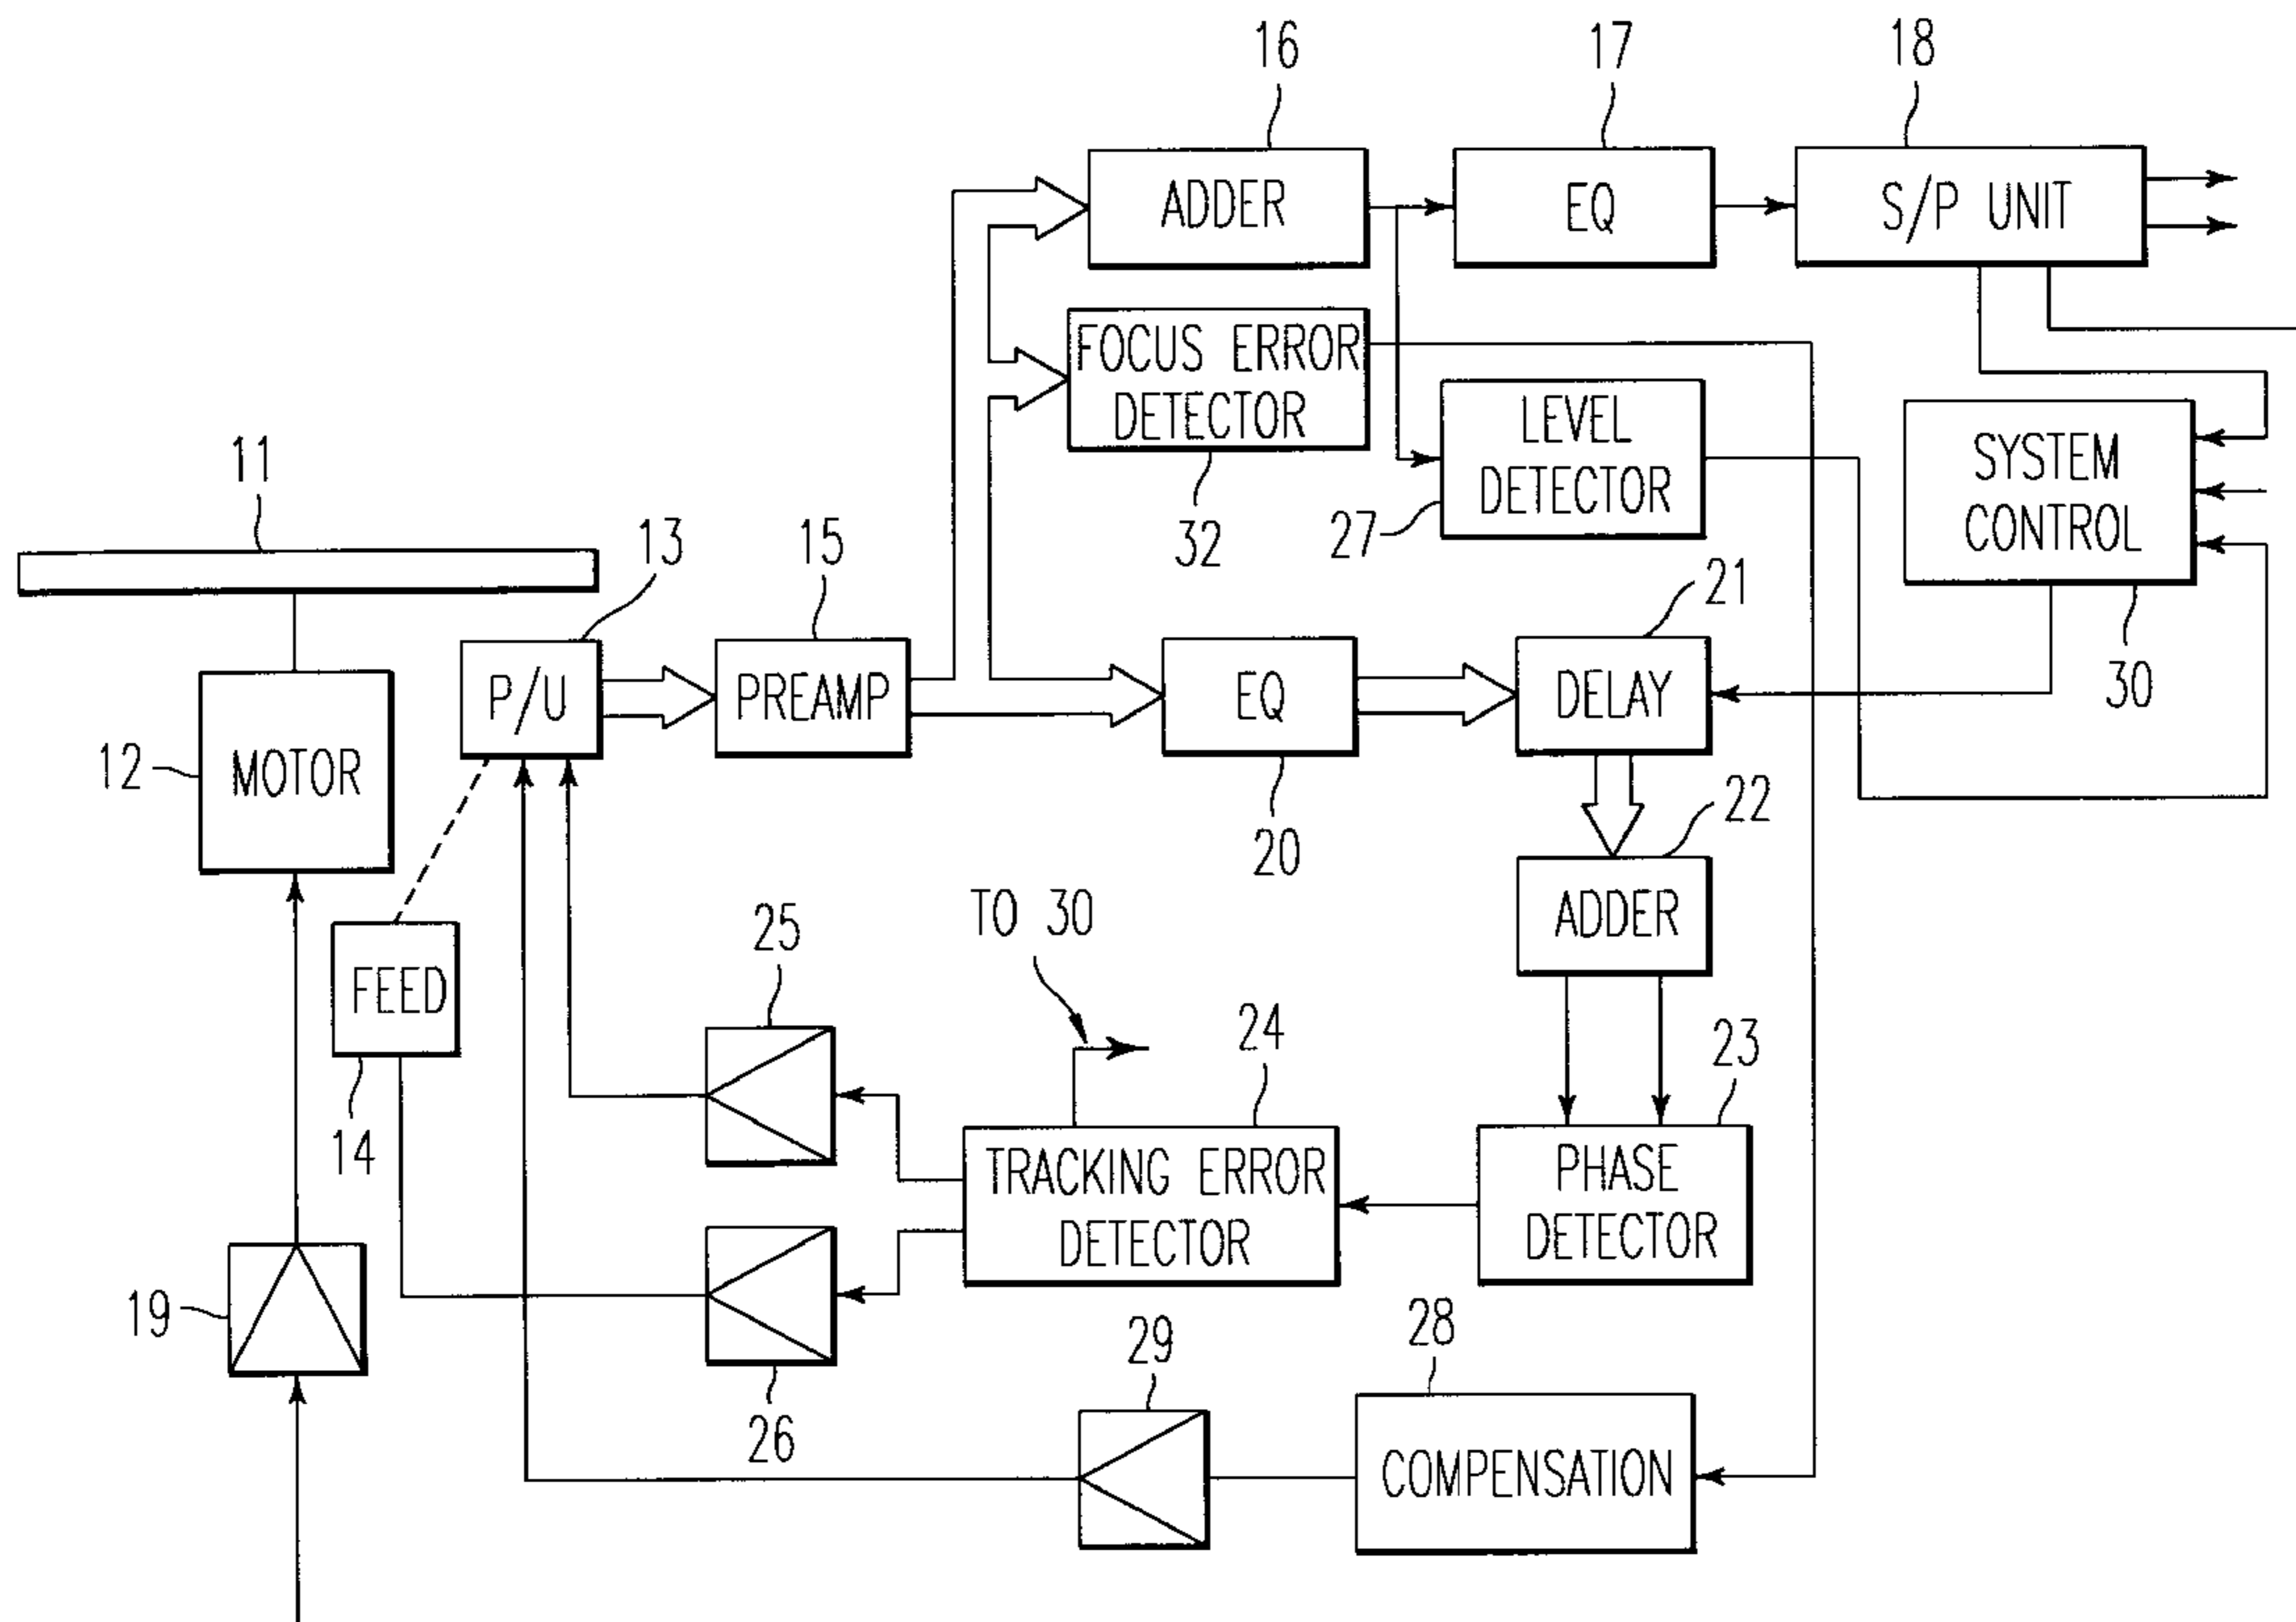 16
17
18
ADDER
EQ
S/P UNIT
FOCUS ERROR
DETECTOR
32
LEVEL
DETECTOR
27
SYSTEM
CONTROL
30
11
13
15
21
P/U
PREAMP
EQ
DELAY
12
MOTOR
20
22
ADDER
TO 30
25
FEED
14
24
23
TRACKING ERROR
DETECTOR
PHASE
DETECTOR
19
26
29
28
COMPENSATION